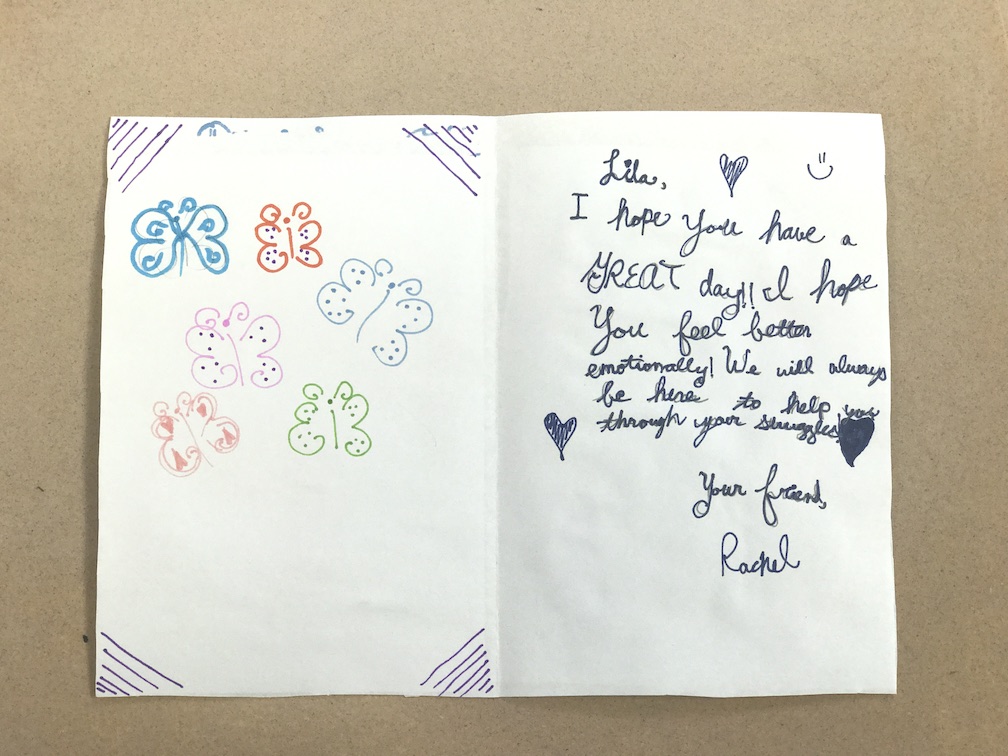 Lila,
I hope you have a
GREAT day!! I hope
You feel better
emotionally! We will always
be here to help you
through your struggles!
Your friend,
Rachel